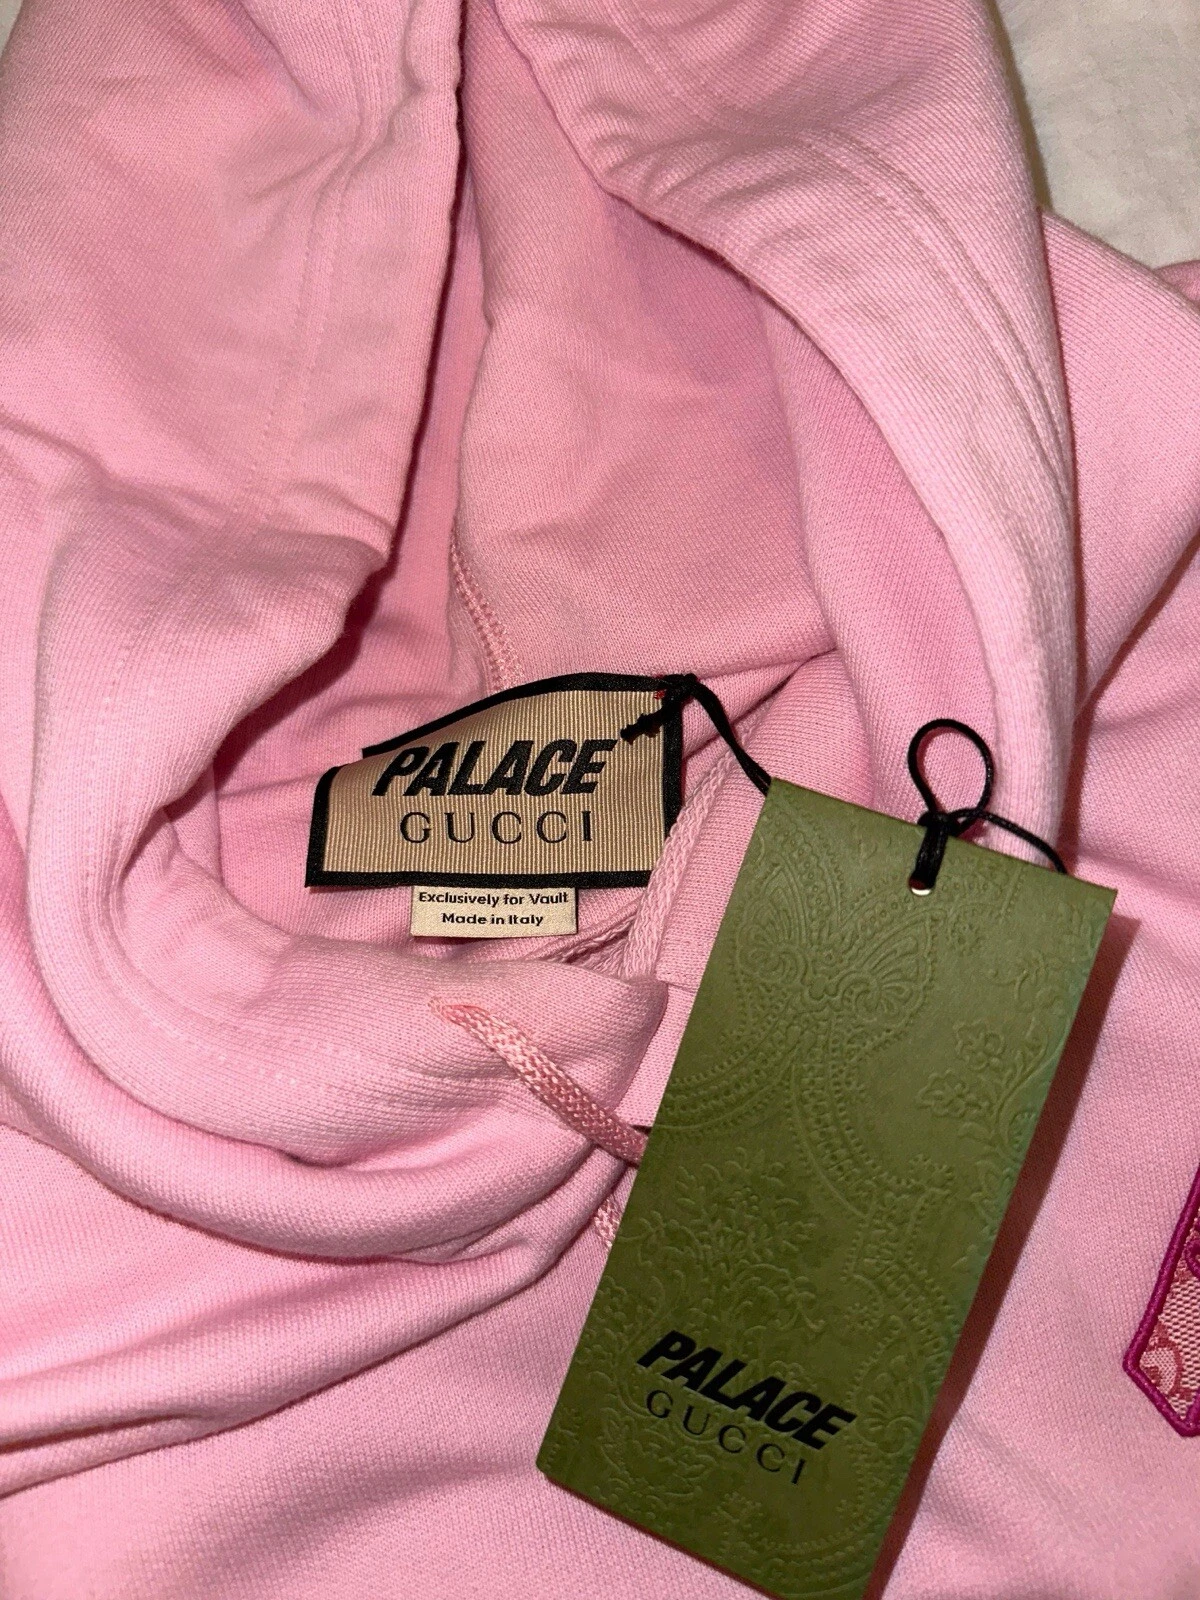 PALACE
GUCCI
Exclusively for Vault
Made in Italy
PALACE
GUCCI